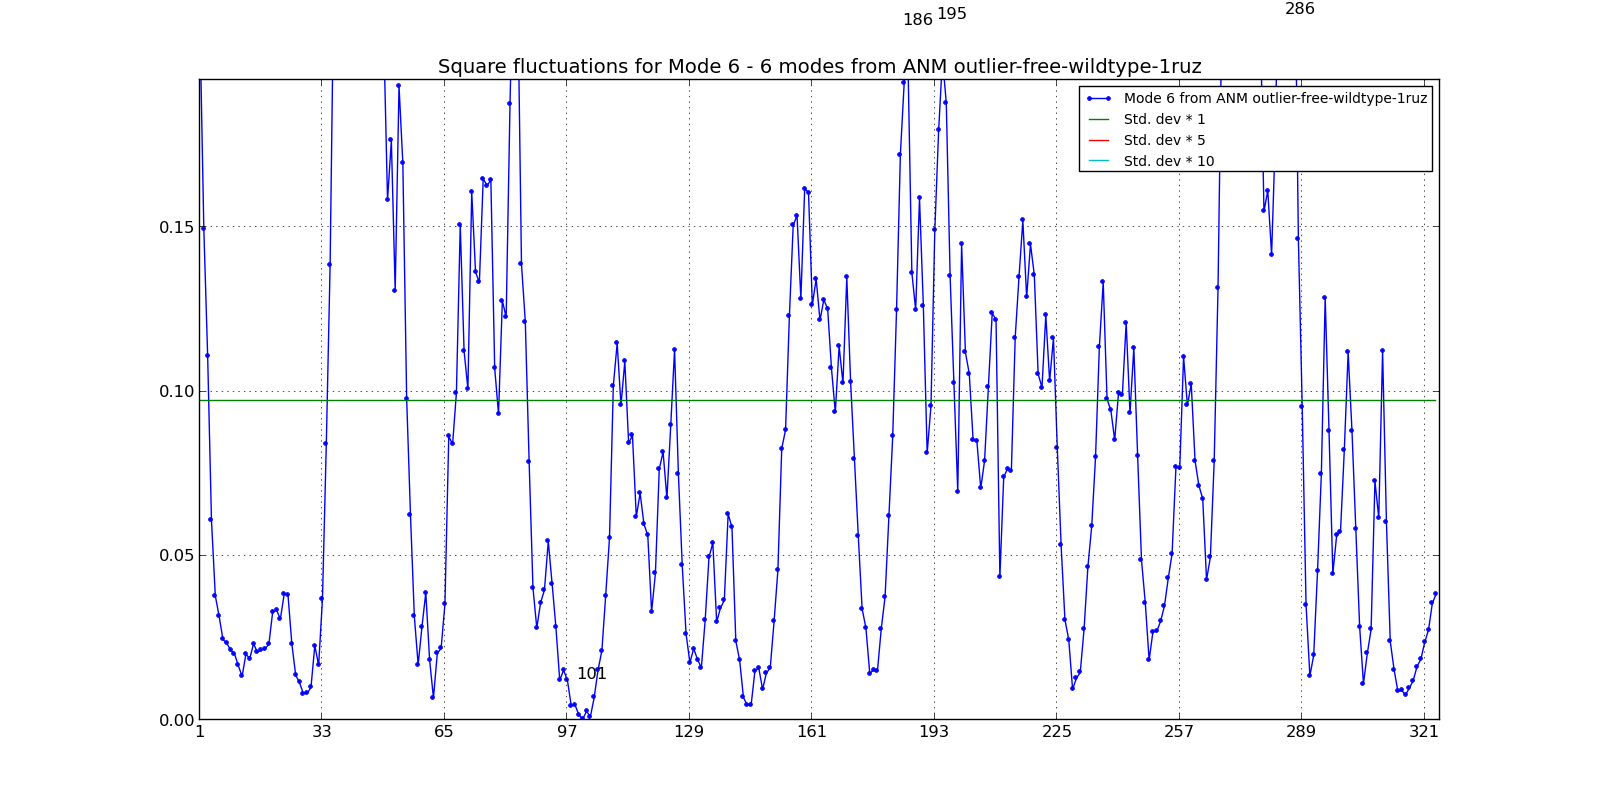 286
186 195
Square fluctuations for Mode 6 - 6 modes from ANM outlier-free-wildtype-1ruz
Mode 6 from ANM outlier-free-wildtype-1ruz
Std. dev * 1
Std. dev * 5
Std. dev * 10
0.15
0.10
0.05
101
0.00
1 33 65 97 129 161 193 225 257 289 321